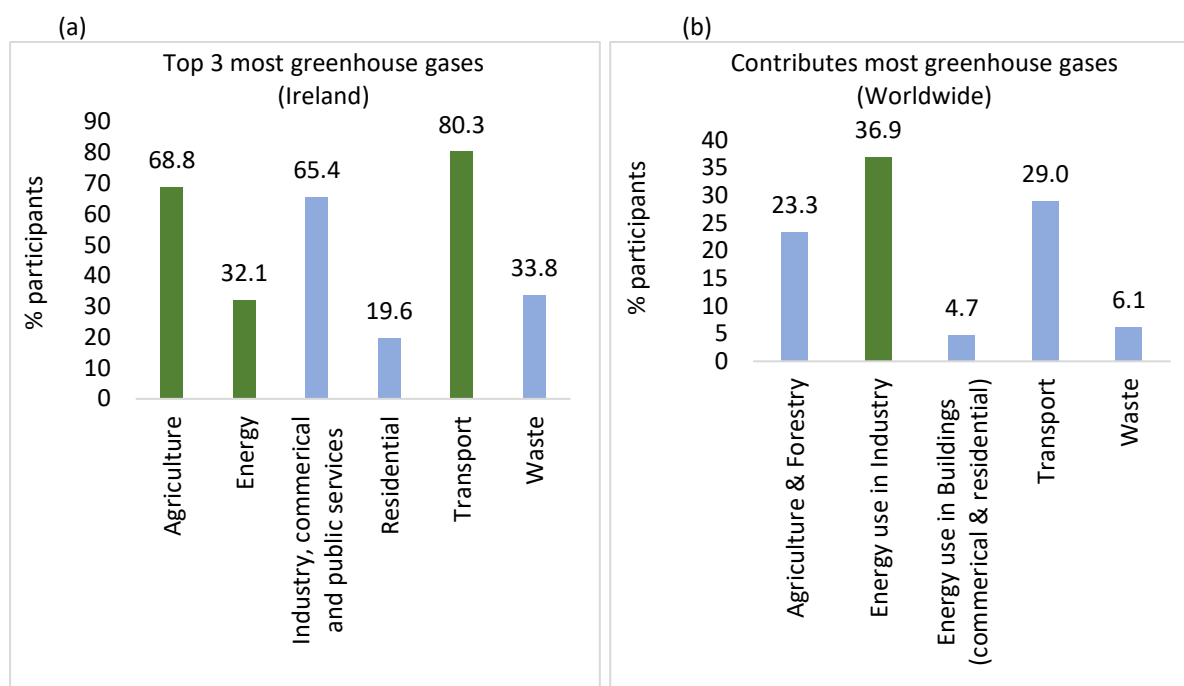 (a)
Top 3 most greenhouse gases
(Ireland)
% participants
90
80
70
60
50
40
30
20
10
0
68.8
32.1
65.4
19.6
80.3
33.8
Agriculture
Energy
Industry, commerical
and public services
Residential
Transport
Waste
(b)
Contributes most greenhouse gases
(Worldwide)
% participants
40
35
30
25
20
15
10
5
0
23.3
36.9
4.7
29.0
6.1
Agriculture & Forestry
Energy use in Industry
Energy use in Buildings
(commerical & residential)
Transport
Waste